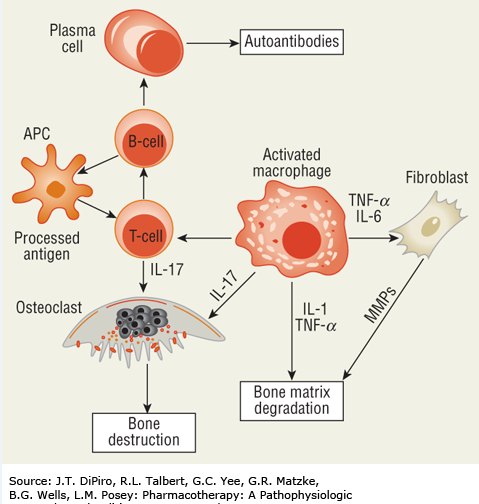 Plasma
cell
Autoantibodies
B-cell
APC
Activated
macrophage
TNF-α
IL-6
Fibroblast
T-cell
Processed
antigen
IL-17
IL-17
Osteoclast
IL-1
TNF-α
MMPs
Bone matrix
degradation
Bone
destruction
Source: J.T. DiPiro, R.L. Talbert, G.C. Yee, G.R. Matzke,
B.G. Wells, L.M. Posey: Pharmacotherapy: A Pathophysiologic